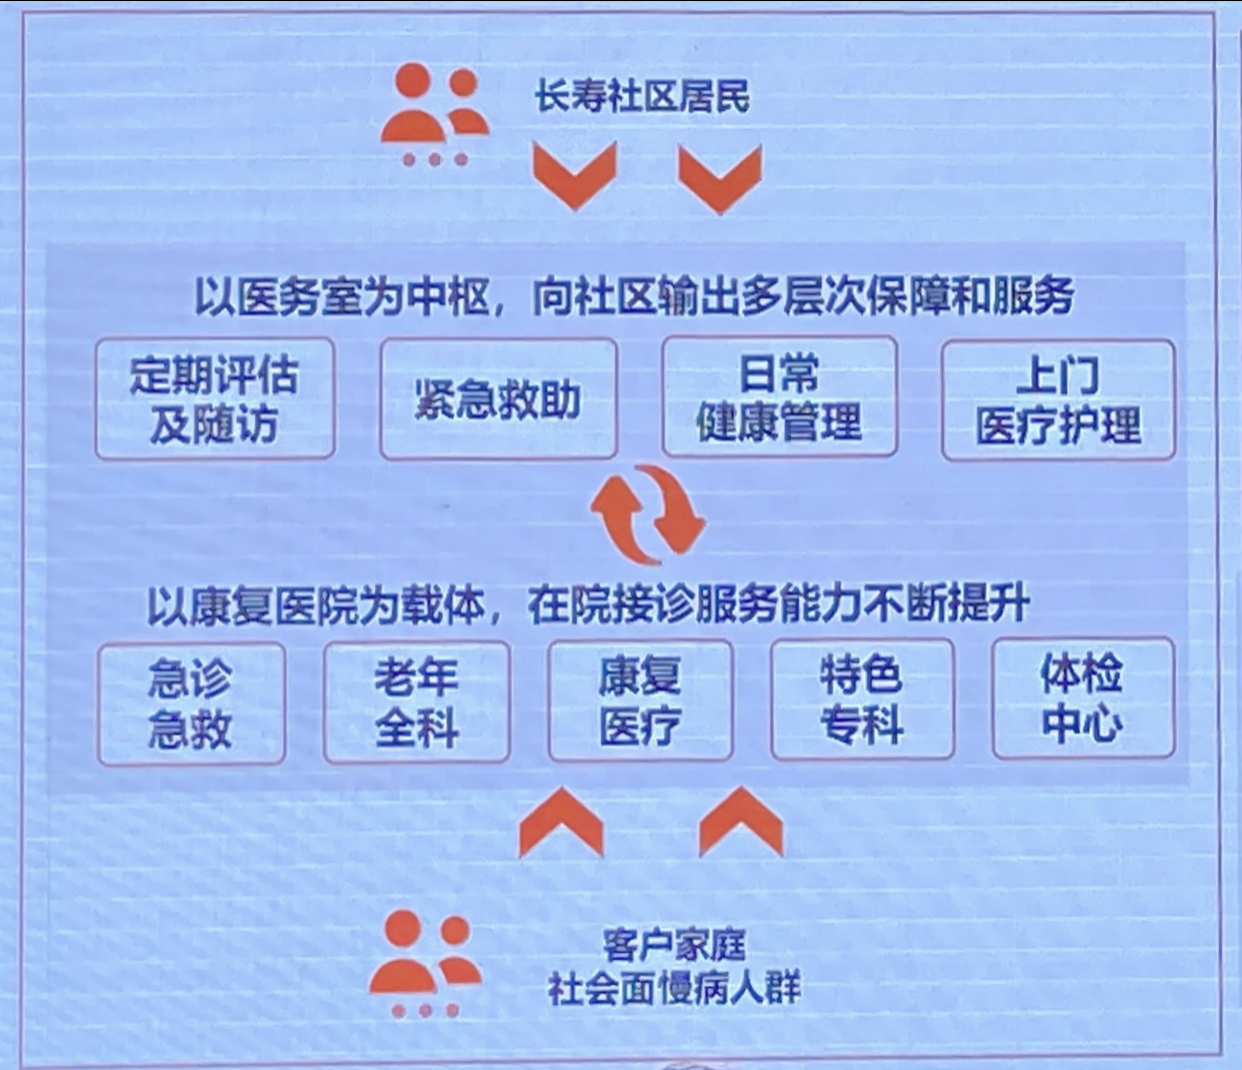 长寿社区居民
以医务室为中枢，向社区输出多层次保障和服务
定期评估
及随访
紧急救助
日常
健康管理
上门
医疗护理
以康复医院为载体，在院接诊服务能力不断提升
急诊
急救
老年
全科
康复
医疗
特色
专科
体检
中心
客户家庭
社会面慢病人群